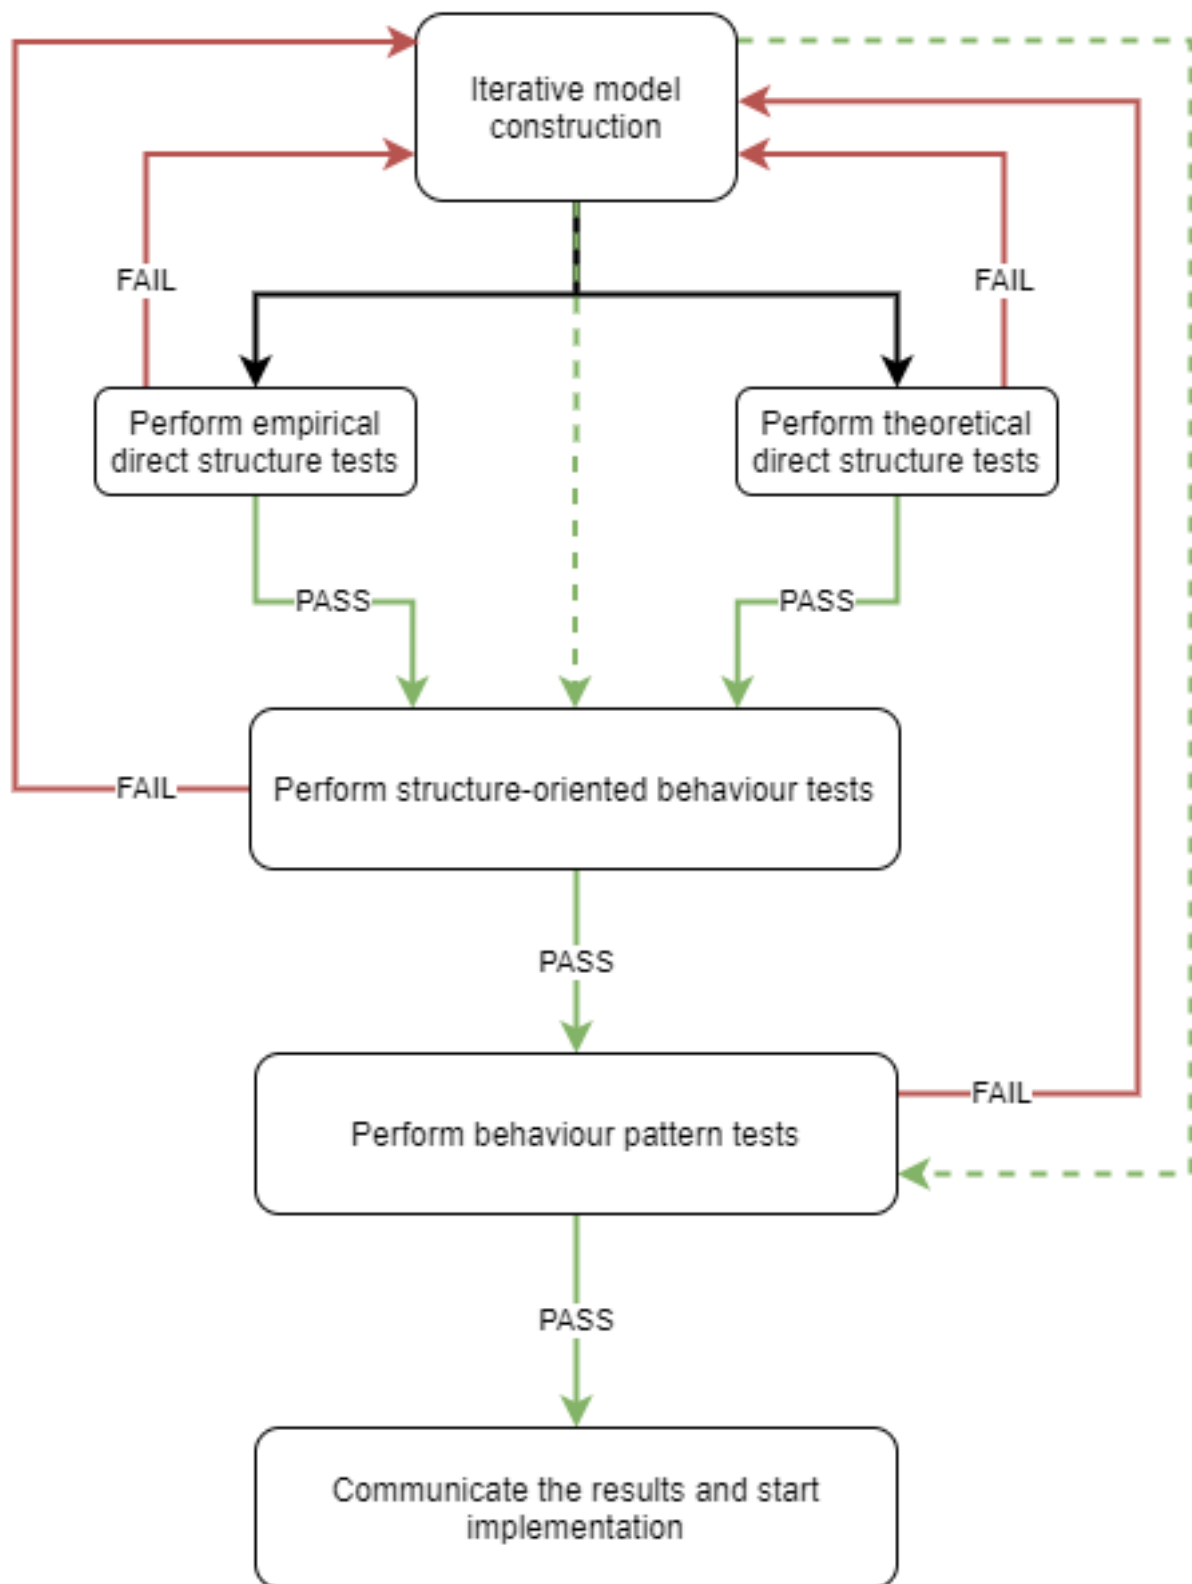 Iterative model
construction
FAIL
FAIL
Perform empirical
direct structure tests
Perform theoretical
direct structure tests
PASS
PASS
FAIL
Perform structure-oriented behaviour tests
PASS
FAIL
Perform behaviour pattern tests
PASS
Communicate the results and start
implementation